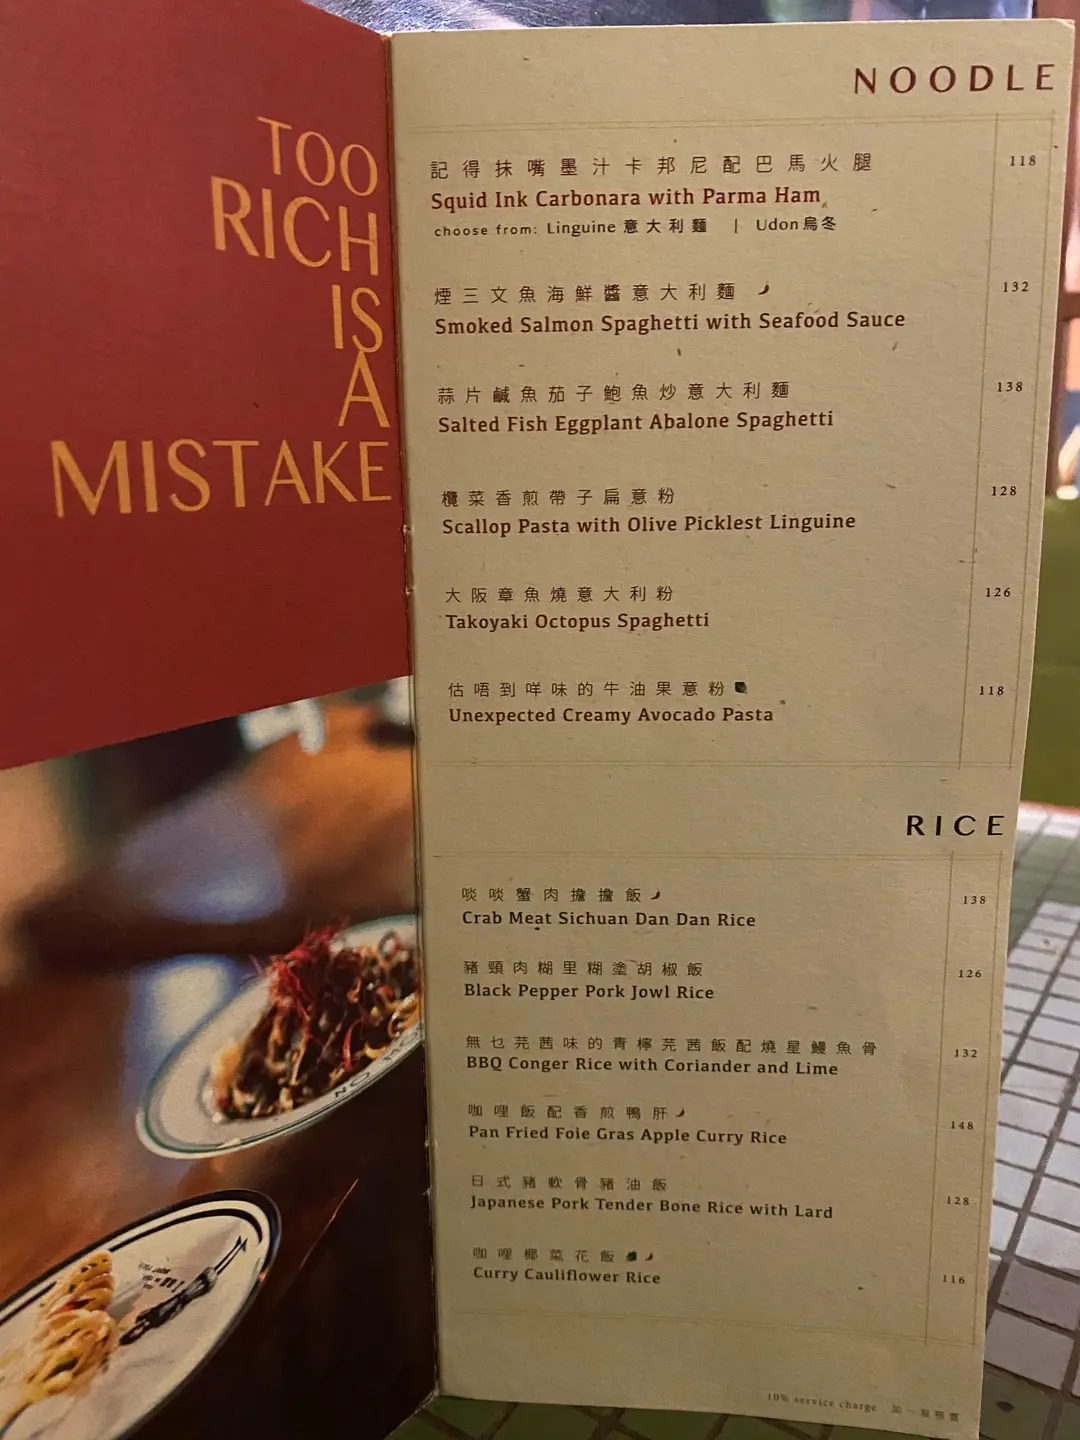 TOO
RICH
IS
A
MISTAKE
NOODLE
記得抹嘴墨汁卡邦尼配巴馬火腿 118
Squid Ink Carbonara with Parma Ham
choose from: Linguine 意大利麵 | Udon 烏冬
煙三文魚海鮮醬意大利麵 132
Smoked Salmon Spaghetti with Seafood Sauce
蒜片鹹魚茄子鮑魚炒意大利麵 138
Salted Fish Eggplant Abalone Spaghetti
欖菜香煎帶子扁意粉 128
Scallop Pasta with Olive Picklest Linguine
大阪章魚燒意大利粉 126
Takoyaki Octopus Spaghetti
估唔到咩味的牛油果意粉 118
Unexpected Creamy Avocado Pasta
RICE
啖啖蟹肉擔擔飯 138
Crab Meat Sichuan Dan Dan Rice
豬頸肉糊里糊塗胡椒飯 126
Black Pepper Pork Jowl Rice
無乜芫茜味的青檸芫茜飯配燒星鰻魚骨 132
BBQ Conger Rice with Coriander and Lime
咖哩飯配香煎鴨肝 148
Pan Fried Foie Gras Apple Curry Rice
日式豬軟骨豬油飯 128
Japanese Pork Tender Bone Rice with Lard
咖哩椰菜花飯 116
Curry Cauliflower Rice
10% service charge 加一服務費